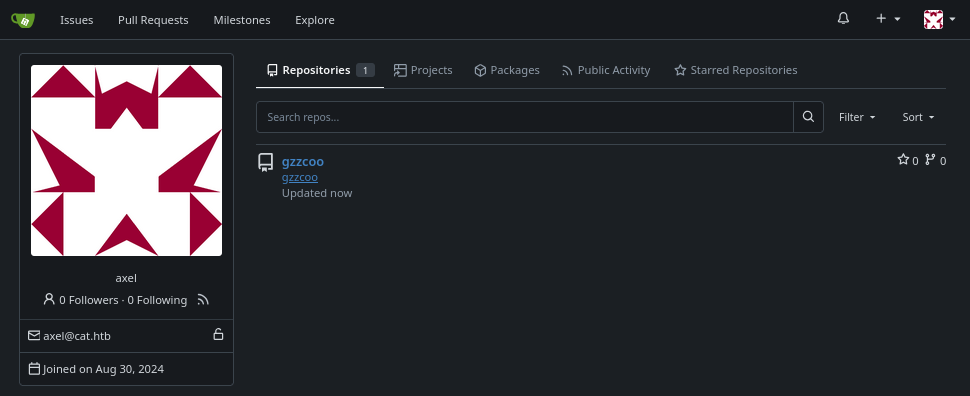 Issues Pull Requests Milestones Explore
Repositories 1 Projects Packages Public Activity Starred Repositories
Search repos... Filter Sort
gzzcoo 0 0
gzzcoo
Updated now
axel
0 Followers · 0 Following
axel@cat.htb
Joined on Aug 30, 2024